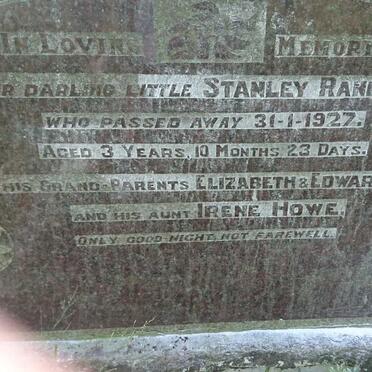 IN LOVING MEMORY
DARLING LITTLE STANLEY
WHO PASSED AWAY 31-1-1927.
AGED 3 YEARS, 10 MONTHS, 23 DAYS.
HIS GRAND-PARENTS ELIZABETH & EDWAR
AND HIS AUNT IRENE HOWE.
ONLY GOOD-NIGHT, NOT FAREWELL.